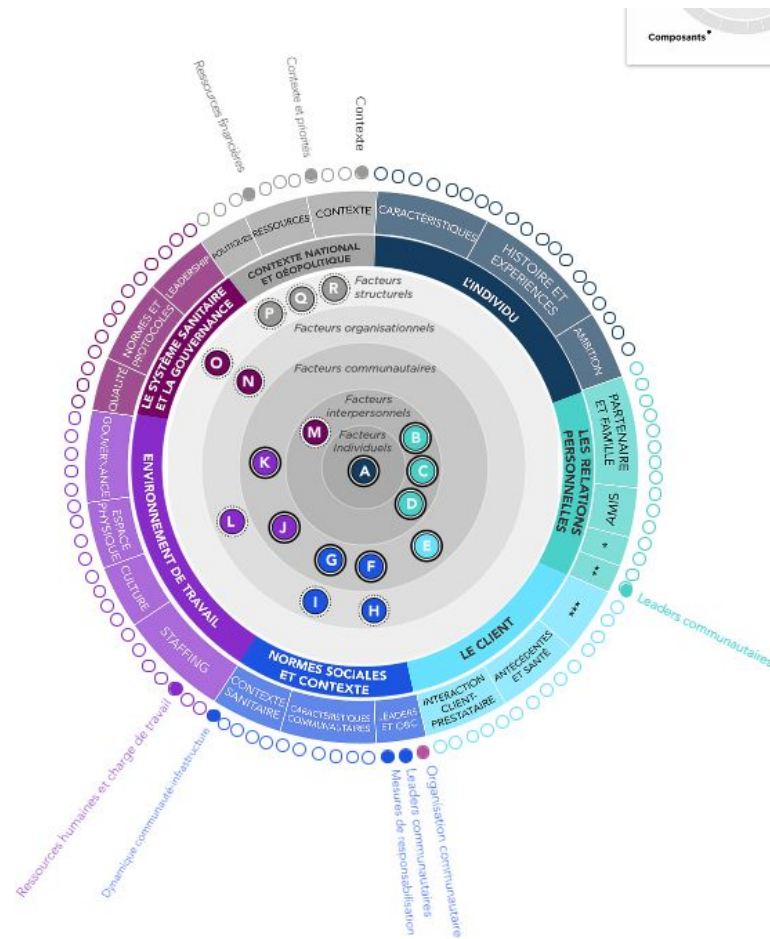 Composants*
Ressources financières
Contexte et priorités
Contexte
POLITIQUES
RESSOURCES
CONTEXTE
CONTEXTE NATIONAL
ET GÉOPOLITIQUE
CARACTÉRISTIQUES
HISTOIRE ET
EXPÉRIENCES
AMBITION
L'INDIVIDU
LEADERSHIP
NORMES ET
PROTOCOLES
QUALITÉ
LE SYSTÈME SANITAIRE
ET LA GOUVERNANCE
PARTENAIRE
ET FAMILLE
AMIS
*
**
LES RELATIONS
PERSONNELLES
Leaders communautaires
GOUVERNANCE
ESPACE
PHYSIQUE
CULTURE
STAFFING
ENVIRONNEMENT DE TRAVAIL
***
ANTÉCÉDENTES
ET SANTÉ
INTERACTION
CLIENT-
PRESTATAIRE
LE CLIENT
NORMES SOCIALES
ET CONTEXTE
CONTEXTE
SANITAIRE
CARACTÉRISTIQUES
COMMUNAUTAIRES
LEADERS
ET OBC
Facteurs
structurels
Facteurs organisationnels
Facteurs communautaires
Facteurs
interpersonnels
Facteurs
Individuels
R
Q
P
O
N
M
B
K
A
C
D
L
J
E
G
F
I
H
Ressources humaines et charge de travail
Dynamique communauté-infrastructure
Mesures de responsabilisation
Leaders communautaires
Organisation communautaire